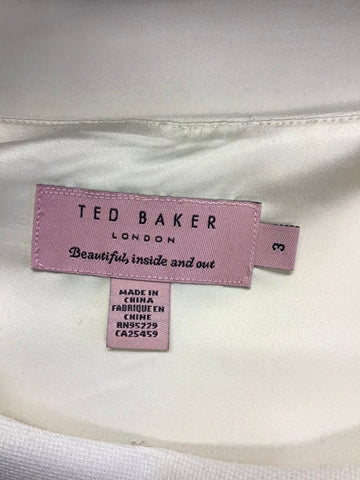 TED BAKER
LONDON
Beautiful, inside and out
3
MADE IN
CHINA
FABRIQUE EN
CHINE
RN95229
CA25459